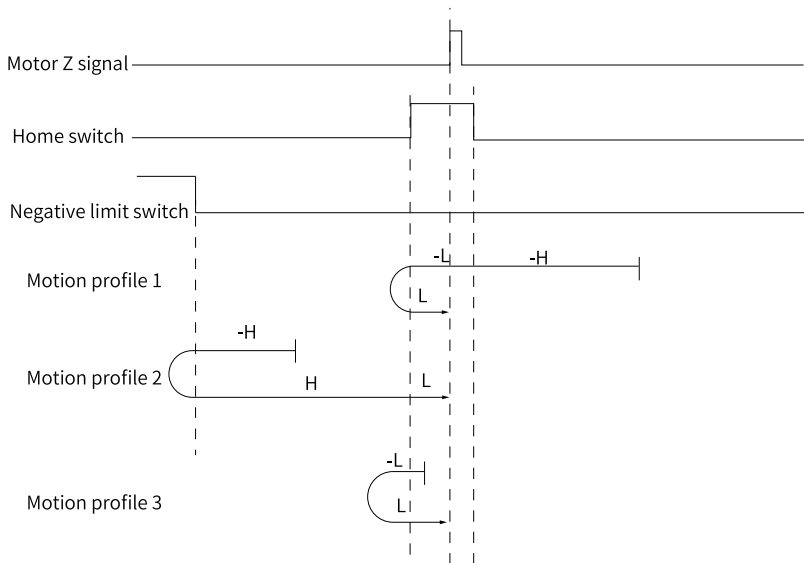 Motor Z signal
Home switch
Negative limit switch
-L
-H
Motion profile 1
L
-H
Motion profile 2
H
L
-L
Motion profile 3
L